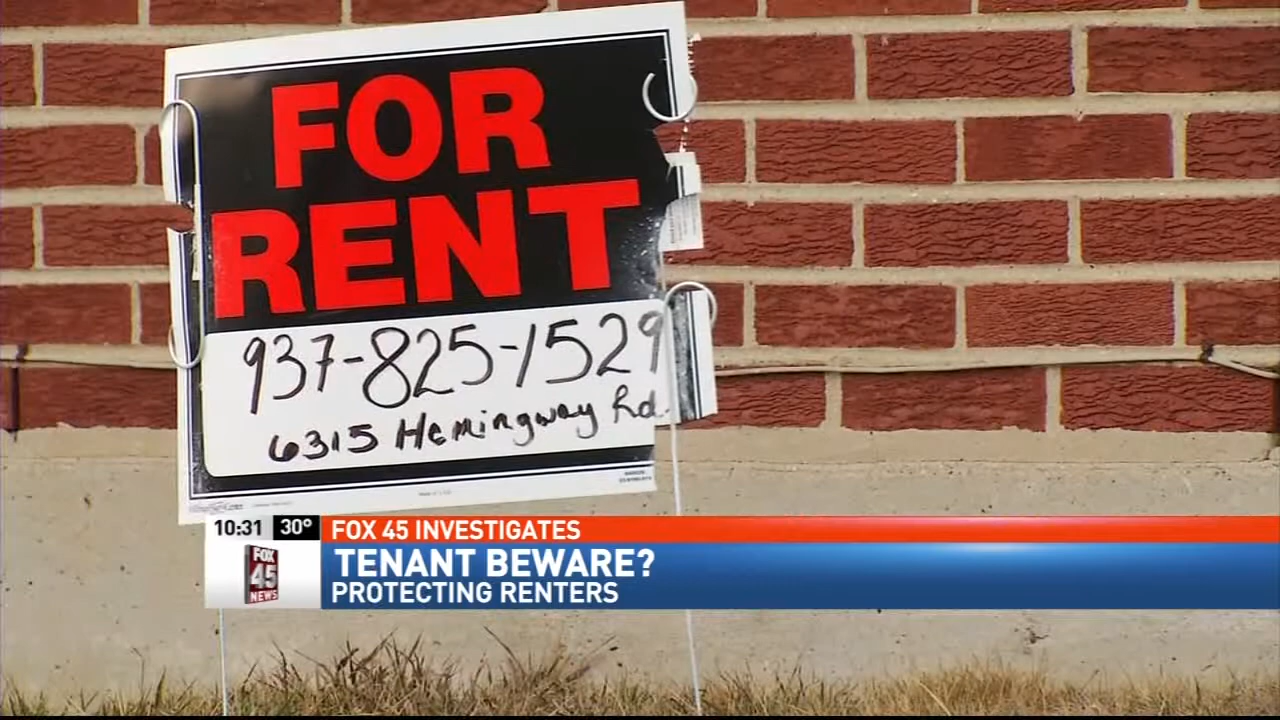 FOR
RENT
937-825-1529
6315 Hemingway Rd.
10:31 30° FOX 45 INVESTIGATES
FOX
45
NEWS
TENANT BEWARE?
PROTECTING RENTERS